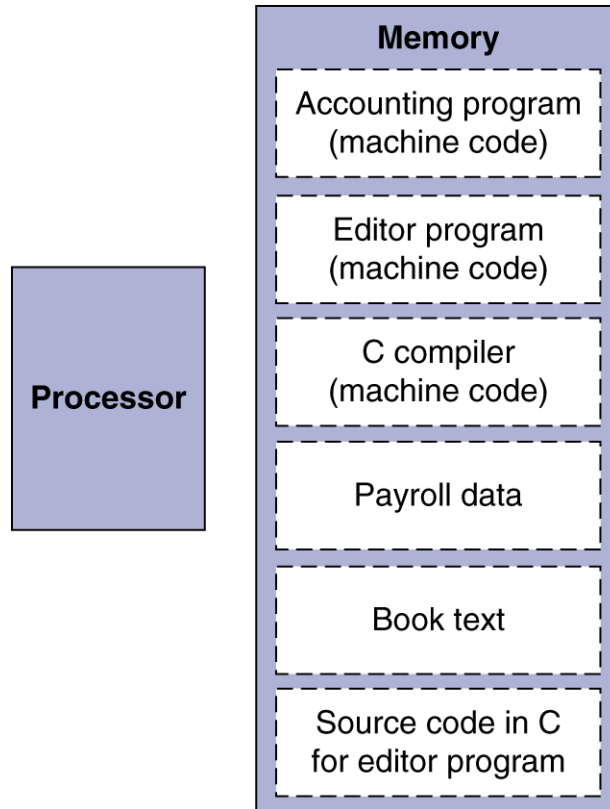 Memory
Accounting program
(machine code)
Editor program
(machine code)
C compiler
(machine code)
Processor
Payroll data
Book text
Source code in C
for editor program